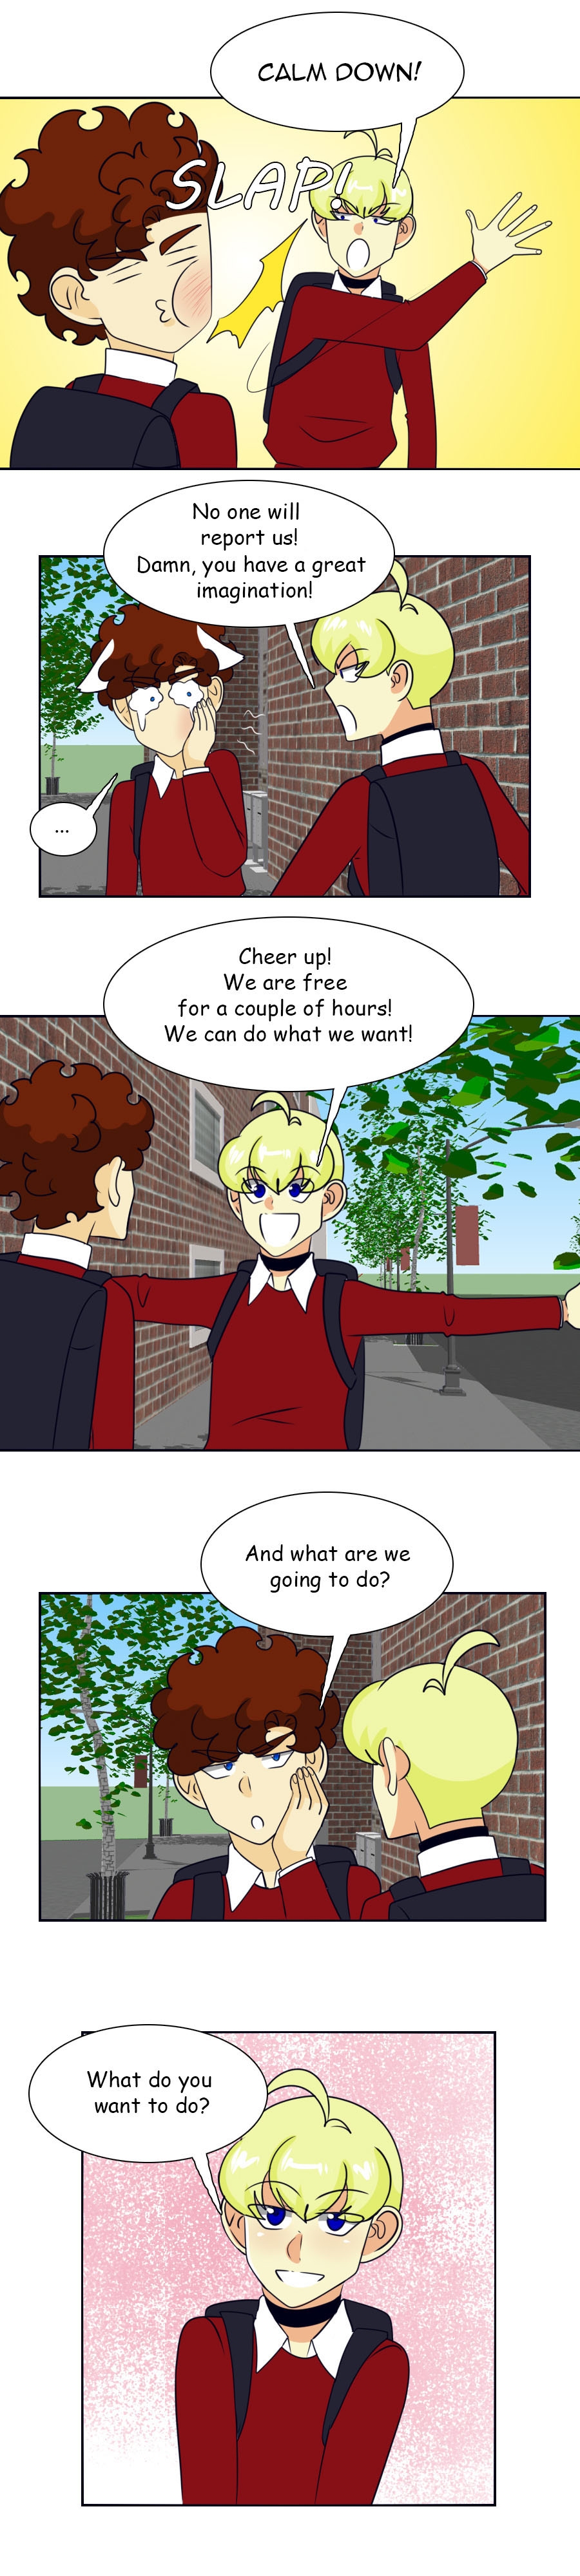 CALM DOWN!
SLAP!
No one will
report us!
Damn, you have a great
imagination!
...
Cheer up!
We are free
for a couple of hours!
We can do what we want!
And what are we
going to do?
What do you
want to do?